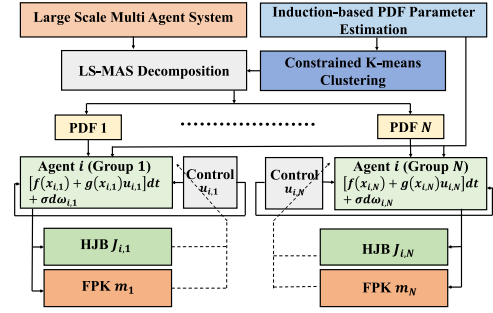 Large Scale Multi Agent System
Induction-based PDF Parameter
Estimation
LS-MAS Decomposition
Constrained K-means
Clustering
PDF 1
PDF N
Agent i (Group 1)
[f(x_{i,1}) + g(x_{i,1})u_{i,1}]dt
+ σdω_{i,1}
Control
u_{i,1}
Control
u_{i,N}
Agent i (Group N)
[f(x_{i,N}) + g(x_{i,N})u_{i,N}]dt
+ σdω_{i,N}
HJB J_{i,1}
HJB J_{i,N}
FPK m_1
FPK m_N